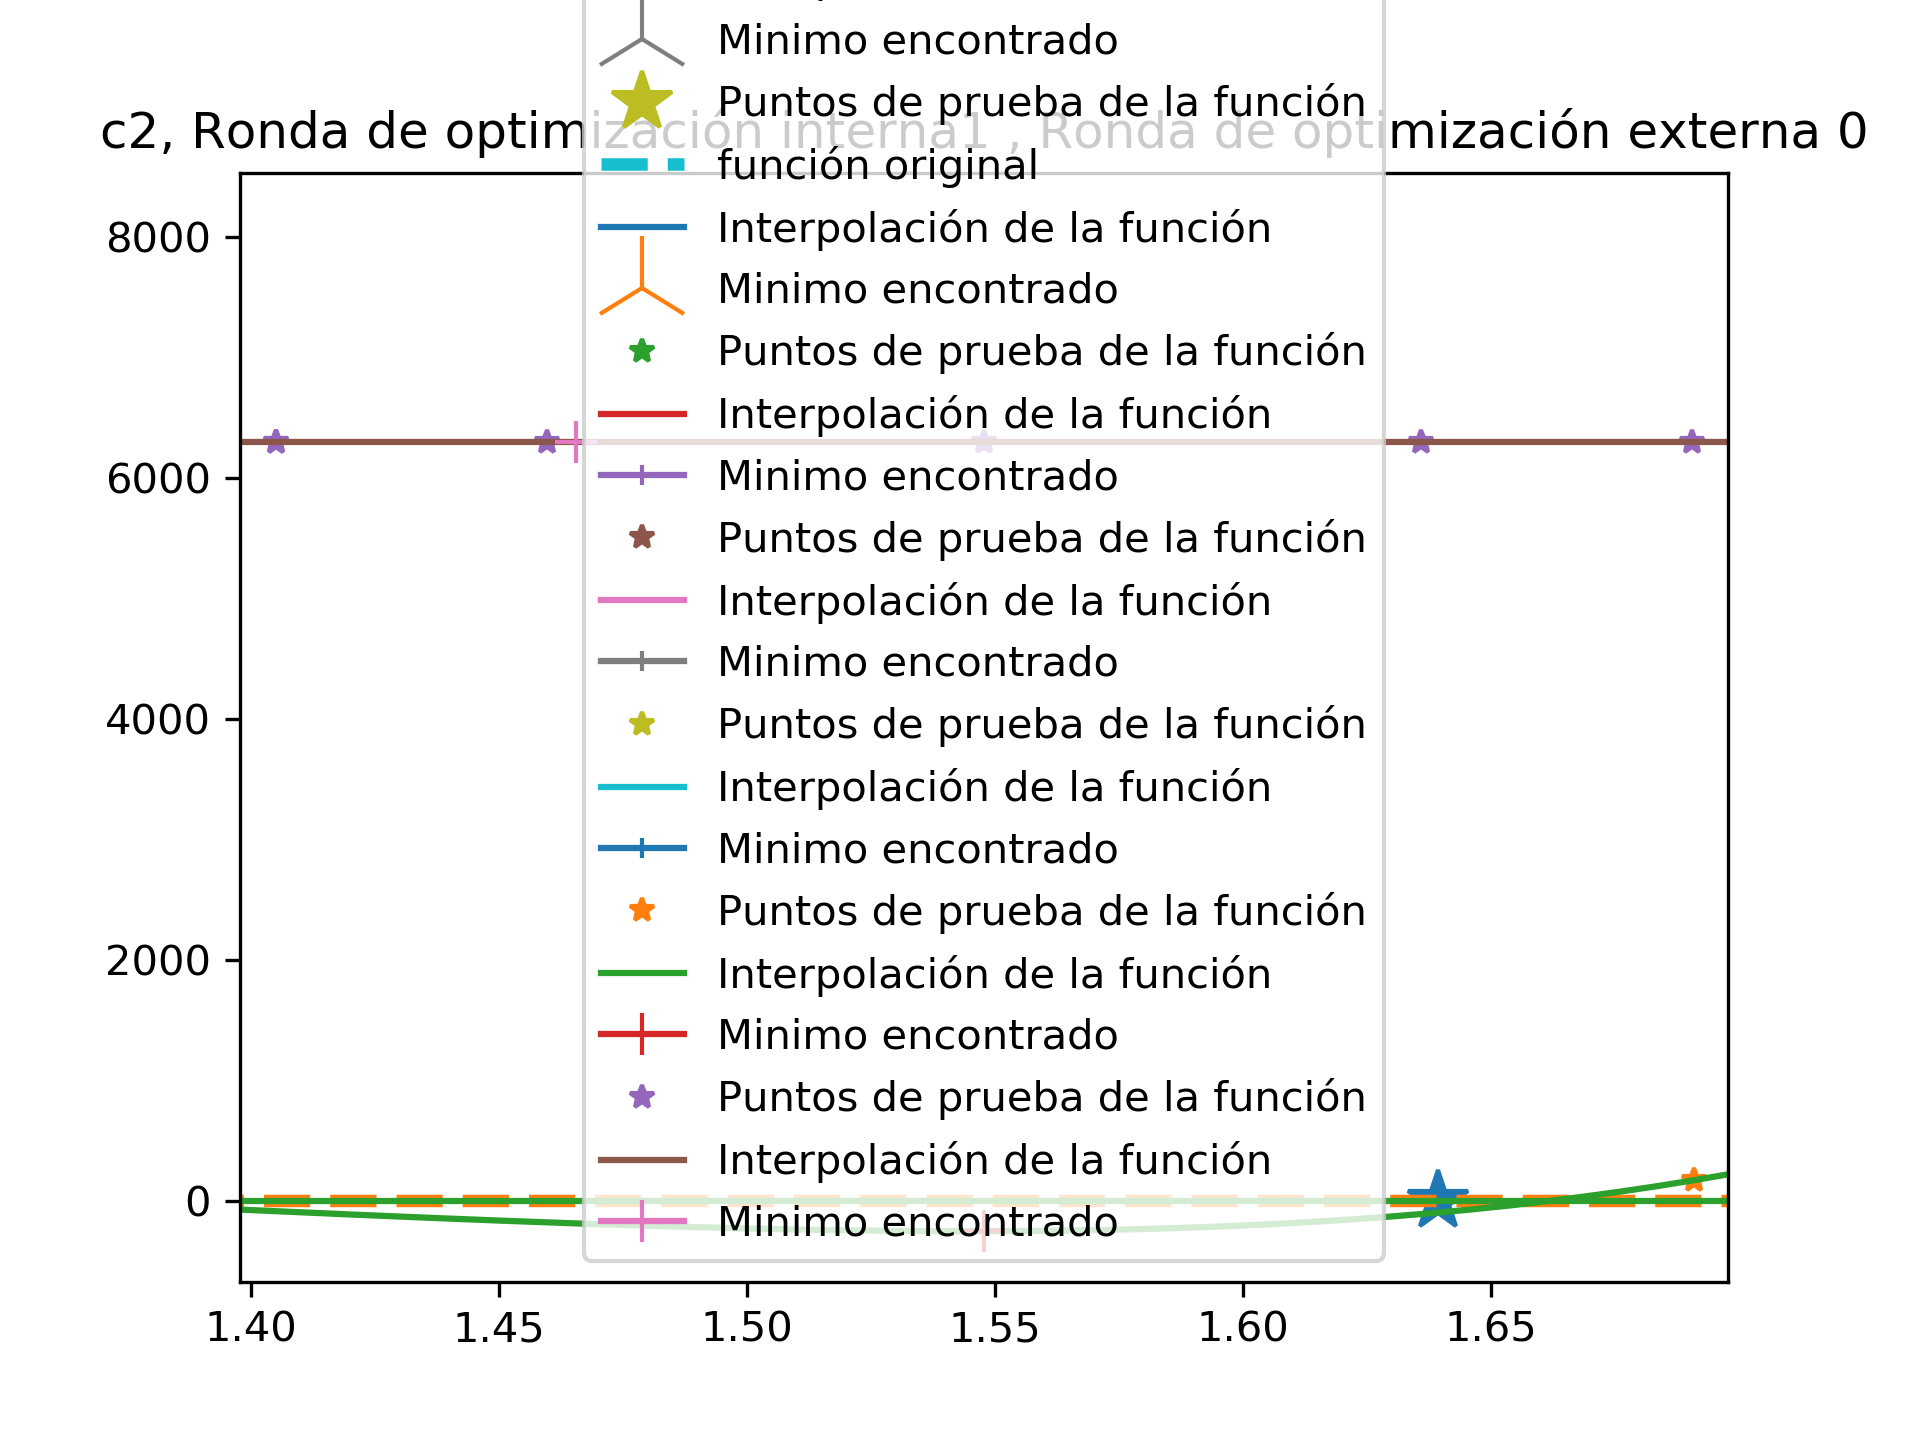 Minimo encontrado
Puntos de prueba de la función
c2, Ronda de optimización interna1 , Ronda de optimización externa 0
función original
8000
Interpolación de la función
Minimo encontrado
Puntos de prueba de la función
Interpolación de la función
6000
Minimo encontrado
Puntos de prueba de la función
Interpolación de la función
Minimo encontrado
4000
Puntos de prueba de la función
Interpolación de la función
Minimo encontrado
Puntos de prueba de la función
2000
Interpolación de la función
Minimo encontrado
Puntos de prueba de la función
Interpolación de la función
0
Minimo encontrado
1.40 1.45 1.50 1.55 1.60 1.65